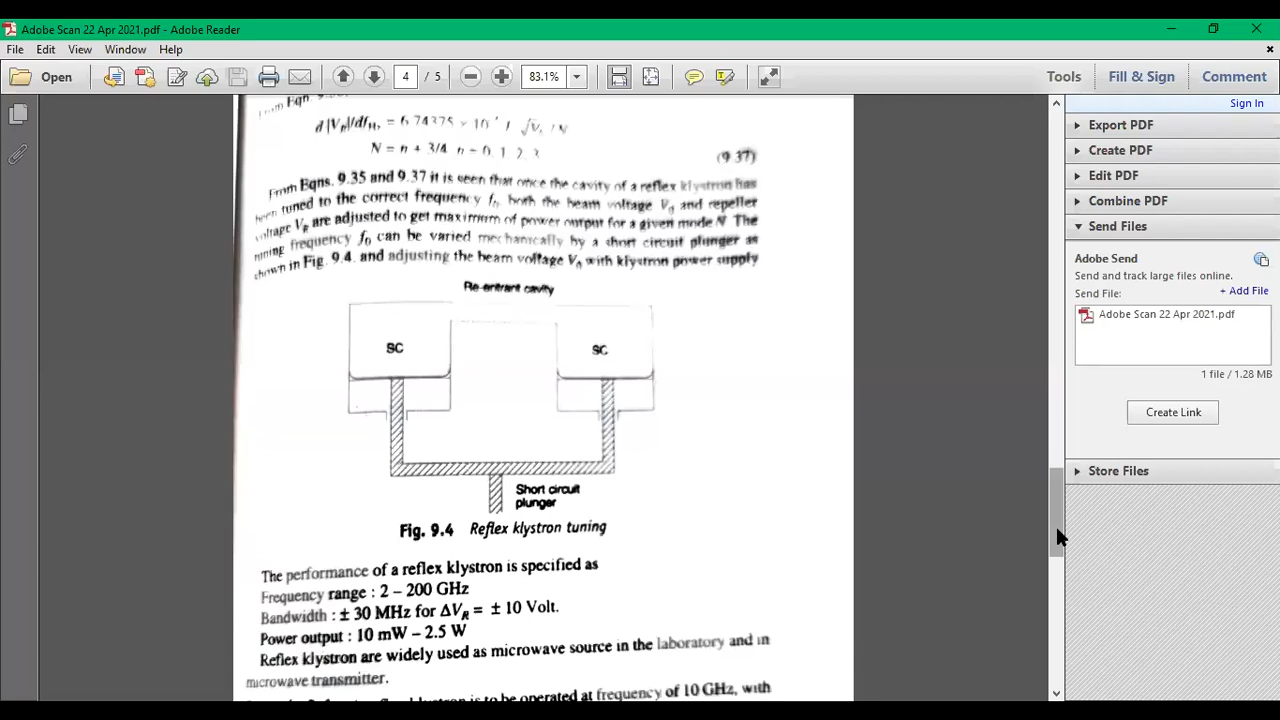 Adobe Scan 22 Apr 2021.pdf - Adobe Reader
File Edit View Window Help
Open 4 / 5 83.1% Tools Fill & Sign Comment
Sign In
Export PDF
Create PDF
Edit PDF
Combine PDF
Send Files
Adobe Send
Send and track large files online.
Send File:
+ Add File
Adobe Scan 22 Apr 2021.pdf
1 file / 1.28 MB
Create Link
Store Files
N = n + 3/4 n = 0, 1, 2, 3
(9.37)
From Eqns. 9.35 and 9.37 it is seen that once the cavity of a reflex klystron has
been tuned to the correct frequency f0, both the beam voltage V0 and repeller
voltage VR are adjusted to get maximum of power output for a given mode N The
tuning frequency f0 can be varied mechanically by a short circuit plunger as
shown in Fig. 9.4. and adjusting the beam voltage V0 with klystron power supply
Re-entrant cavity
SC SC
Short circuit
plunger
Fig. 9.4 Reflex klystron tuning
The performance of a reflex klystron is specified as
Frequency range : 2 – 200 GHz
Bandwidth : ± 30 MHz for ΔVR = ± 10 Volt.
Power output : 10 mW – 2.5 W
Reflex klystron are widely used as microwave source in the laboratory and in
microwave transmitter.
reflex klystron is to be operated at frequency of 10 GHz, with